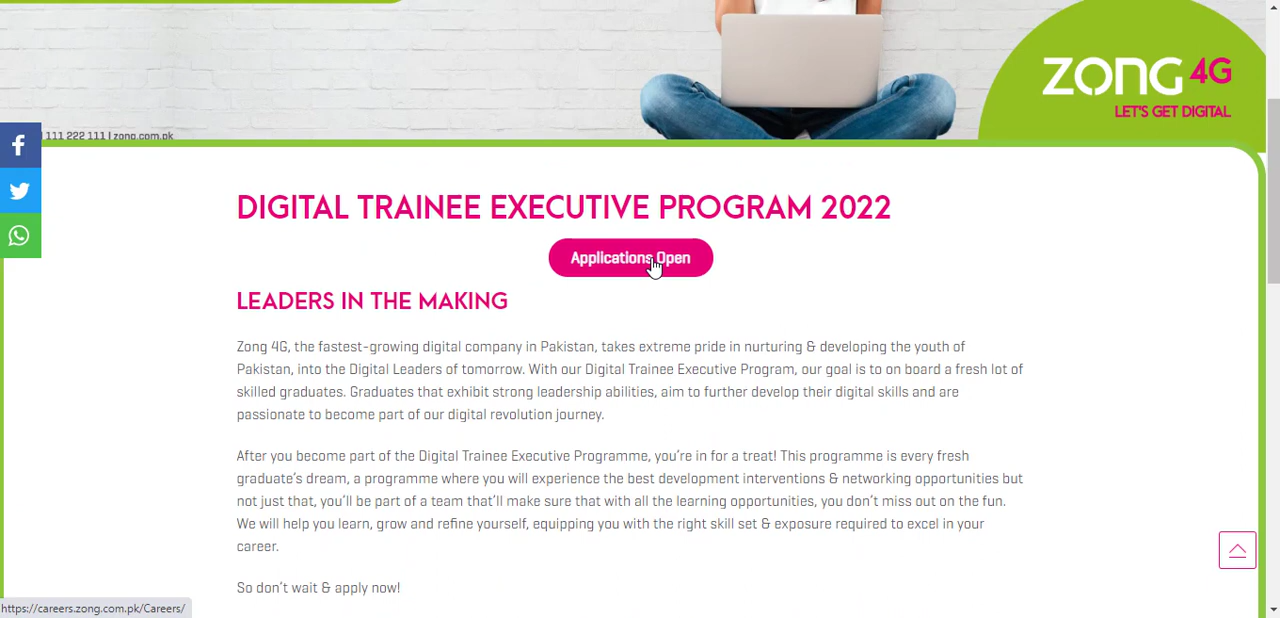 ZONG 4G
LET'S GET DIGITAL
111 222 111 | zong.com.pk
DIGITAL TRAINEE EXECUTIVE PROGRAM 2022
Applications Open
LEADERS IN THE MAKING
Zong 4G, the fastest-growing digital company in Pakistan, takes extreme pride in nurturing & developing the youth of
Pakistan, into the Digital Leaders of tomorrow. With our Digital Trainee Executive Program, our goal is to on board a fresh lot of
skilled graduates. Graduates that exhibit strong leadership abilities, aim to further develop their digital skills and are
passionate to become part of our digital revolution journey.
After you become part of the Digital Trainee Executive Programme, you're in for a treat! This programme is every fresh
graduate's dream, a programme where you will experience the best development interventions & networking opportunities but
not just that, you'll be part of a team that'll make sure that with all the learning opportunities, you don't miss out on the fun.
We will help you learn, grow and refine yourself, equipping you with the right skill set & exposure required to excel in your
career.
So don't wait & apply now!
https://careers.zong.com.pk/Careers/